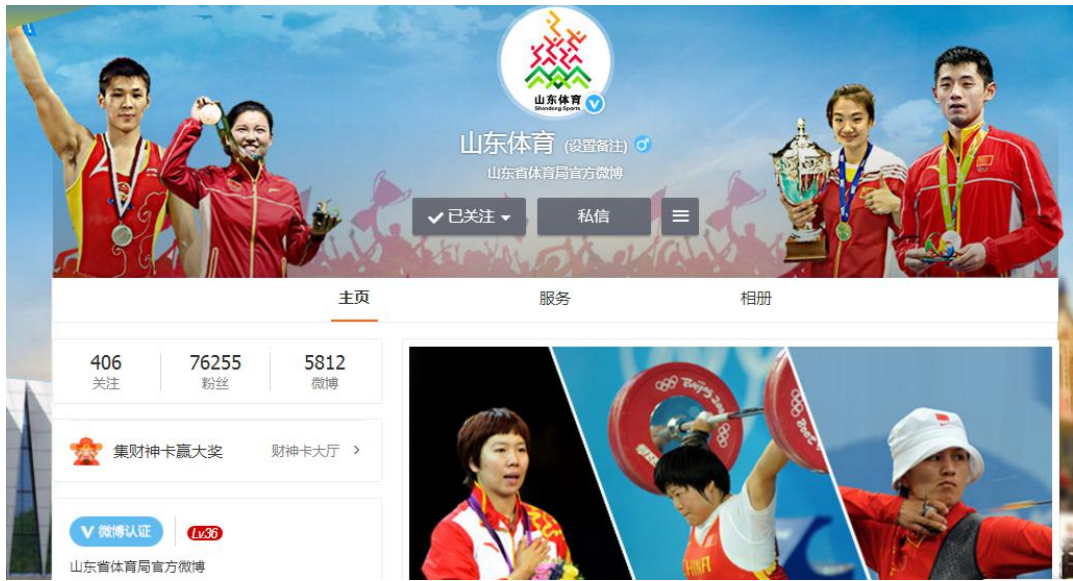 山东体育
Shandong Sports
V
山东体育 (设置备注)
山东省体育局官方微博
已关注
私信
主页
服务
相册
406
76255
5812
关注
粉丝
微博
集财神卡赢大奖
财神卡大厅 >
V 微博认证
Lv36
山东省体育局官方微博
Beijing 2008